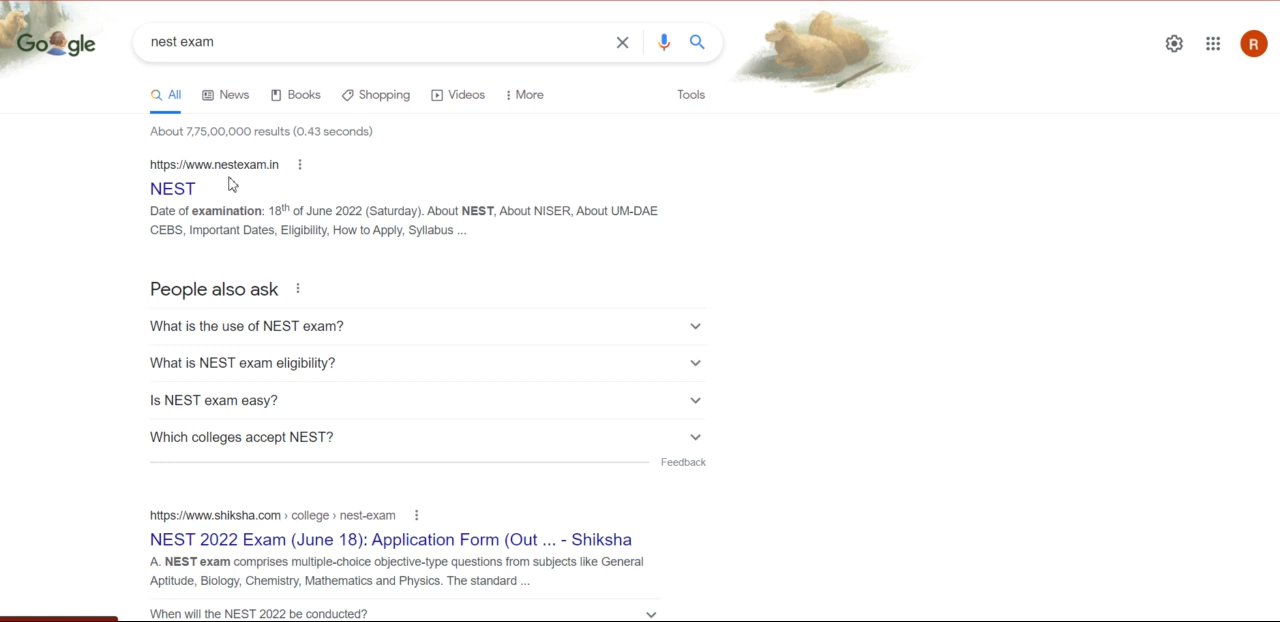 Google
nest exam
R
All
News
Books
Shopping
Videos
More
Tools
About 7,75,00,000 results (0.43 seconds)
https://www.nestexam.in
NEST
Date of examination: 18th of June 2022 (Saturday). About NEST, About NISER, About UM-DAE
CEBS, Important Dates, Eligibility, How to Apply, Syllabus ...
People also ask
What is the use of NEST exam?
What is NEST exam eligibility?
Is NEST exam easy?
Which colleges accept NEST?
Feedback
https://www.shiksha.com › college › nest-exam
NEST 2022 Exam (June 18): Application Form (Out ... - Shiksha
A. NEST exam comprises multiple-choice objective-type questions from subjects like General
Aptitude, Biology, Chemistry, Mathematics and Physics. The standard ...
When will the NEST 2022 be conducted?